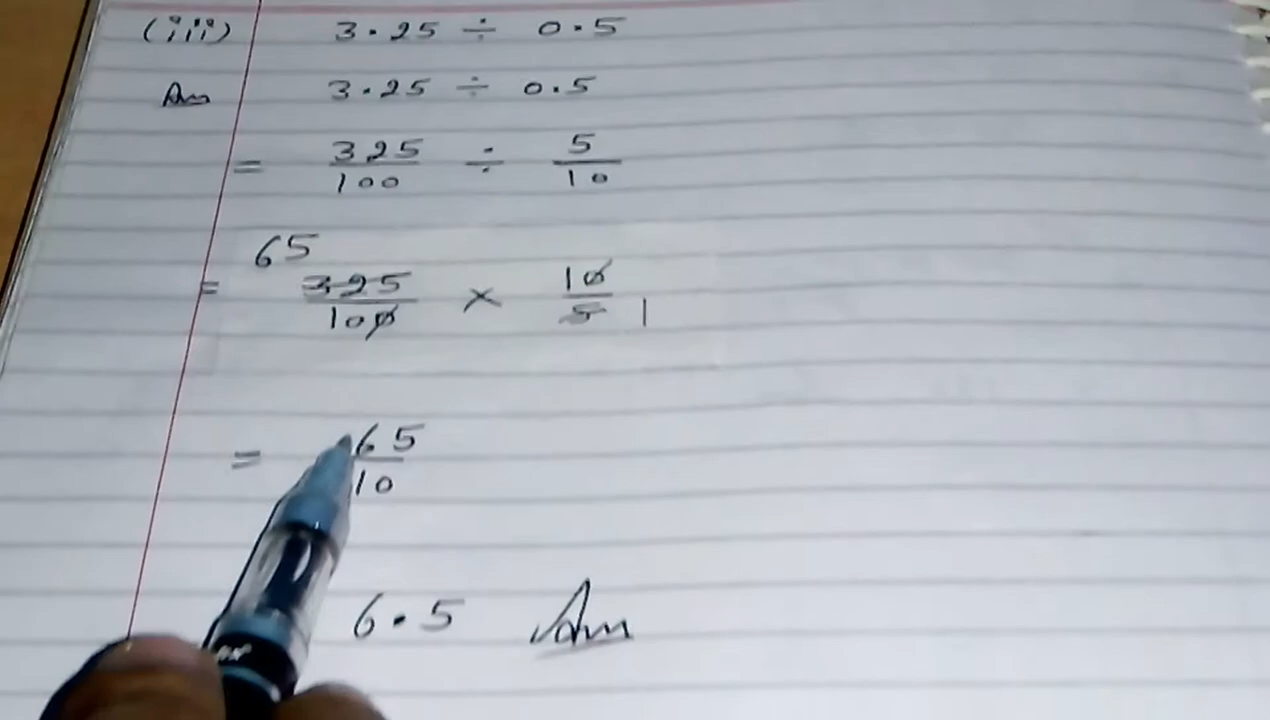 (iii) 3.25 ÷ 0.5
Ans 3.25 ÷ 0.5
= 325/100 ÷ 5/10
65
= 325/100 × 10/5 1
= 65/10
6.5 Ans